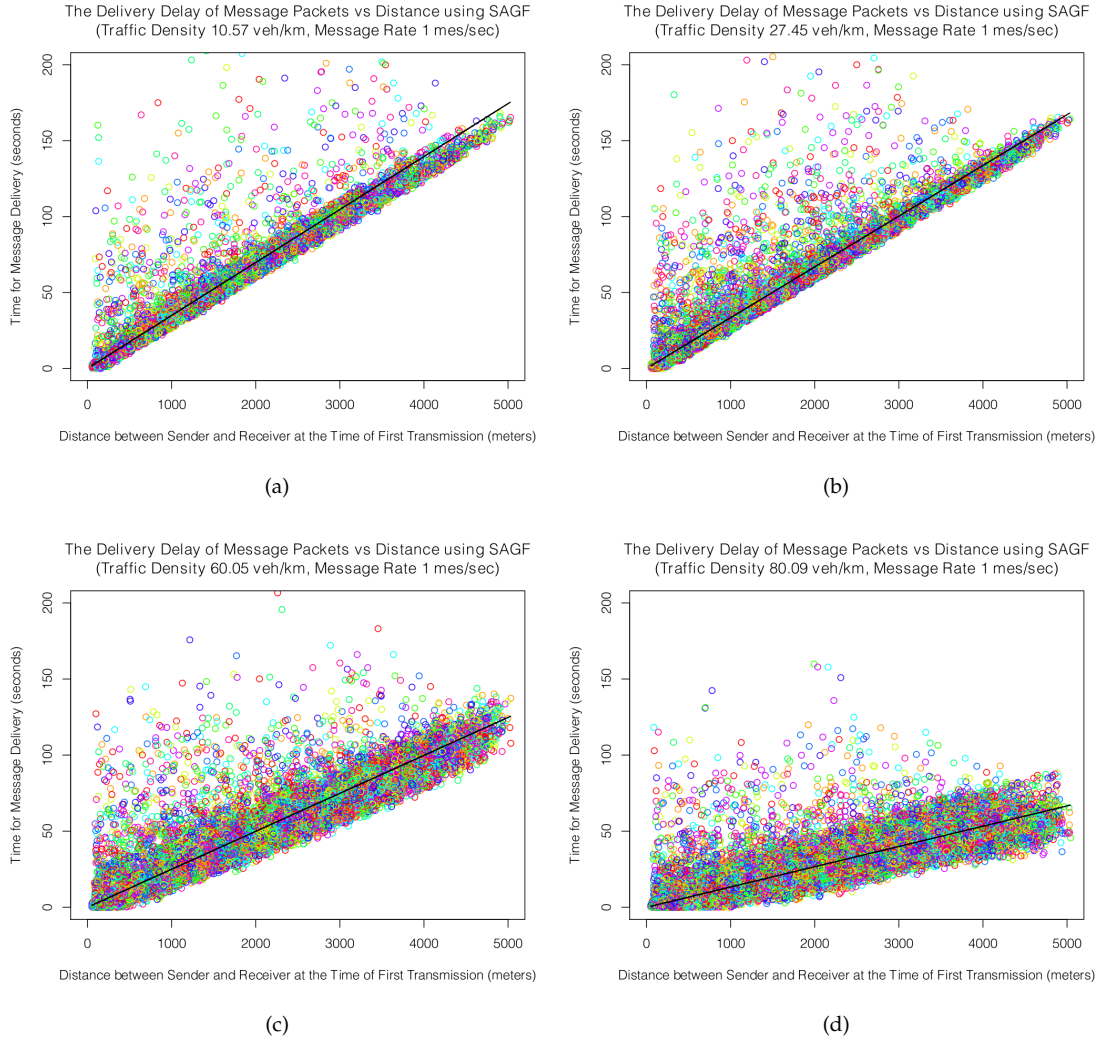 The Delivery Delay of Message Packets vs Distance using SAGF
(Traffic Density 10.57 veh/km, Message Rate 1 mes/sec)
200
150
100
50
0
Time for Message Delivery (seconds)
0 1000 2000 3000 4000 5000
Distance between Sender and Receiver at the Time of First Transmission (meters)
(a)
The Delivery Delay of Message Packets vs Distance using SAGF
(Traffic Density 27.45 veh/km, Message Rate 1 mes/sec)
200
150
100
50
0
Time for Message Delivery (seconds)
0 1000 2000 3000 4000 5000
Distance between Sender and Receiver at the Time of First Transmission (meters)
(b)
The Delivery Delay of Message Packets vs Distance using SAGF
(Traffic Density 60.05 veh/km, Message Rate 1 mes/sec)
200
150
100
50
0
Time for Message Delivery (seconds)
0 1000 2000 3000 4000 5000
Distance between Sender and Receiver at the Time of First Transmission (meters)
(c)
The Delivery Delay of Message Packets vs Distance using SAGF
(Traffic Density 80.09 veh/km, Message Rate 1 mes/sec)
200
150
100
50
0
Time for Message Delivery (seconds)
0 1000 2000 3000 4000 5000
Distance between Sender and Receiver at the Time of First Transmission (meters)
(d)